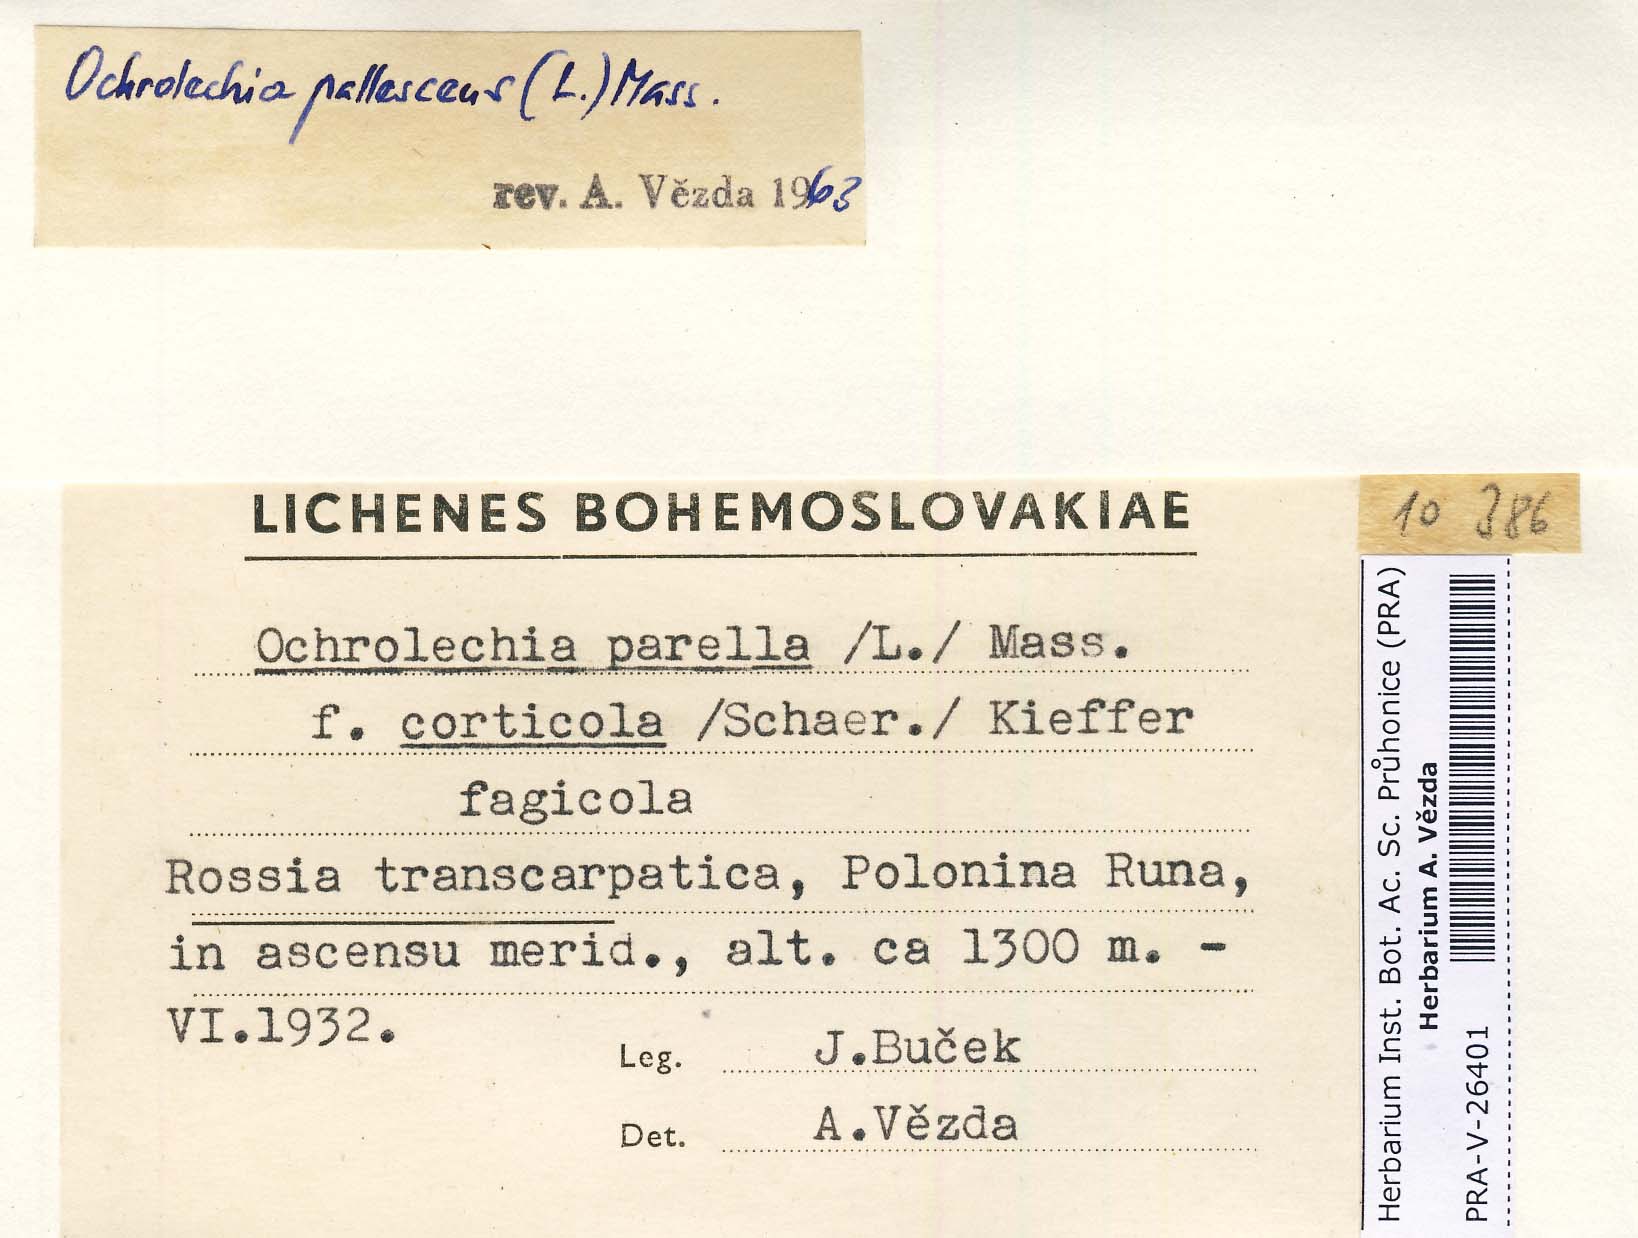 Ochrolechia pallescens (L.) Mass.
rev. A. Vězda 1963
LICHENES BOHEMOSLOVAKIAE
Ochrolechia parella /L./ Mass.
f. corticola /Schaer./ Kieffer
fagicola
Rossia transcarpatica, Polonina Runa,
in ascensu merid., alt. ca 1300 m. -
VI.1932.
Leg. J.Buček
Det. A.Vězda
10 386
Herbarium Inst. Bot. Ac. Sc. Průhonice (PRA)
Herbarium A. Vězda
PRA-V-26401